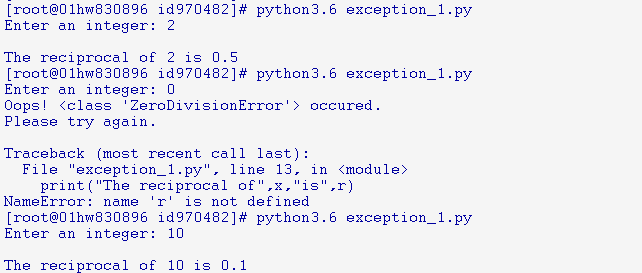 [root@01hw830896 id970482]# python3.6 exception_1.py
Enter an integer: 2
The reciprocal of 2 is 0.5
[root@01hw830896 id970482]# python3.6 exception_1.py
Enter an integer: 0
Oops! <class 'ZeroDivisionError'> occured.
Please try again.
Traceback (most recent call last):
  File "exception_1.py", line 13, in <module>
    print("The reciprocal of",x,"is",r)
NameError: name 'r' is not defined
[root@01hw830896 id970482]# python3.6 exception_1.py
Enter an integer: 10
The reciprocal of 10 is 0.1